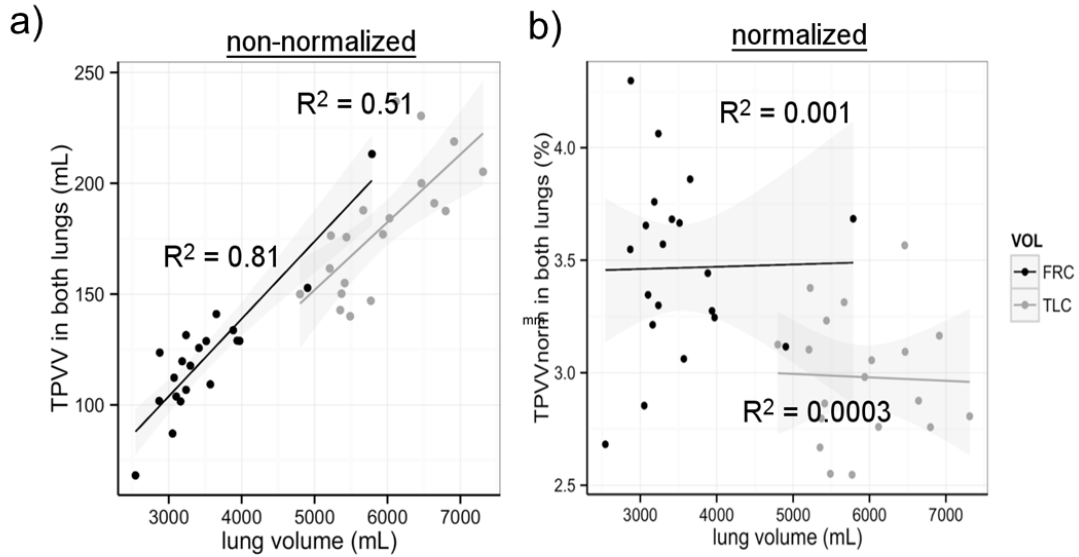 a)
non-normalized
250
200
150
100
TPVV in both lungs (mL)
R² = 0.51
R² = 0.81
3000 4000 5000 6000 7000
lung volume (mL)
b)
normalized
4.0
3.5
3.0
2.5
TPVVnorm in both lungs (%)
mm
R² = 0.001
R² = 0.0003
3000 4000 5000 6000 7000
lung volume (mL)
VOL
FRC
TLC